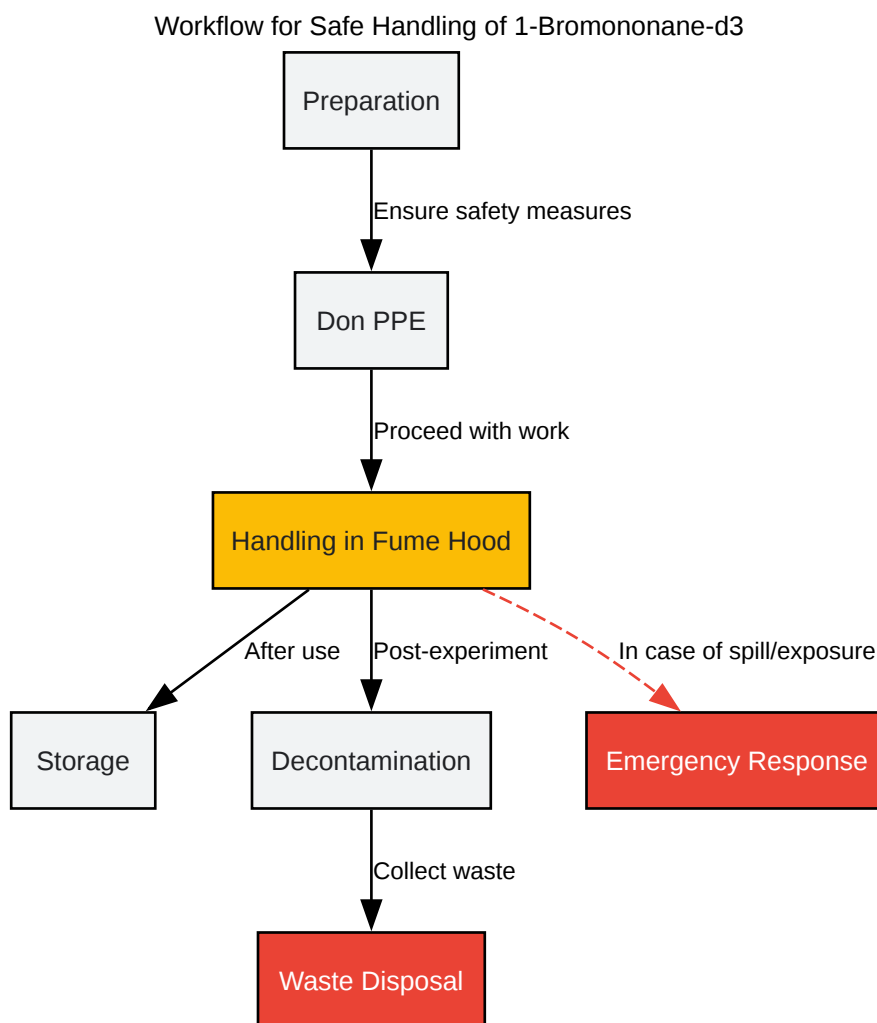 Workflow for Safe Handling of 1-Bromononane-d3
Preparation
Ensure safety measures
Don PPE
Proceed with work
Handling in Fume Hood
After use
Post-experiment
In case of spill/exposure
Storage
Decontamination
Emergency Response
Collect waste
Waste Disposal